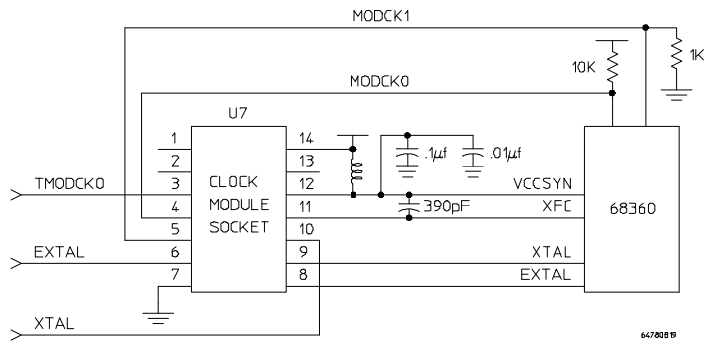 MODCK1
1K
10K
MODCK0
U7
1 14
.1µf .01µf
2 13
TMODCK0 3 CLOCK 12 VCCSYN
4 MODULE 11 390pF XFC 68360
5 SOCKET 10
EXTAL 6 9 XTAL
7 8 EXTAL
XTAL
64780B19